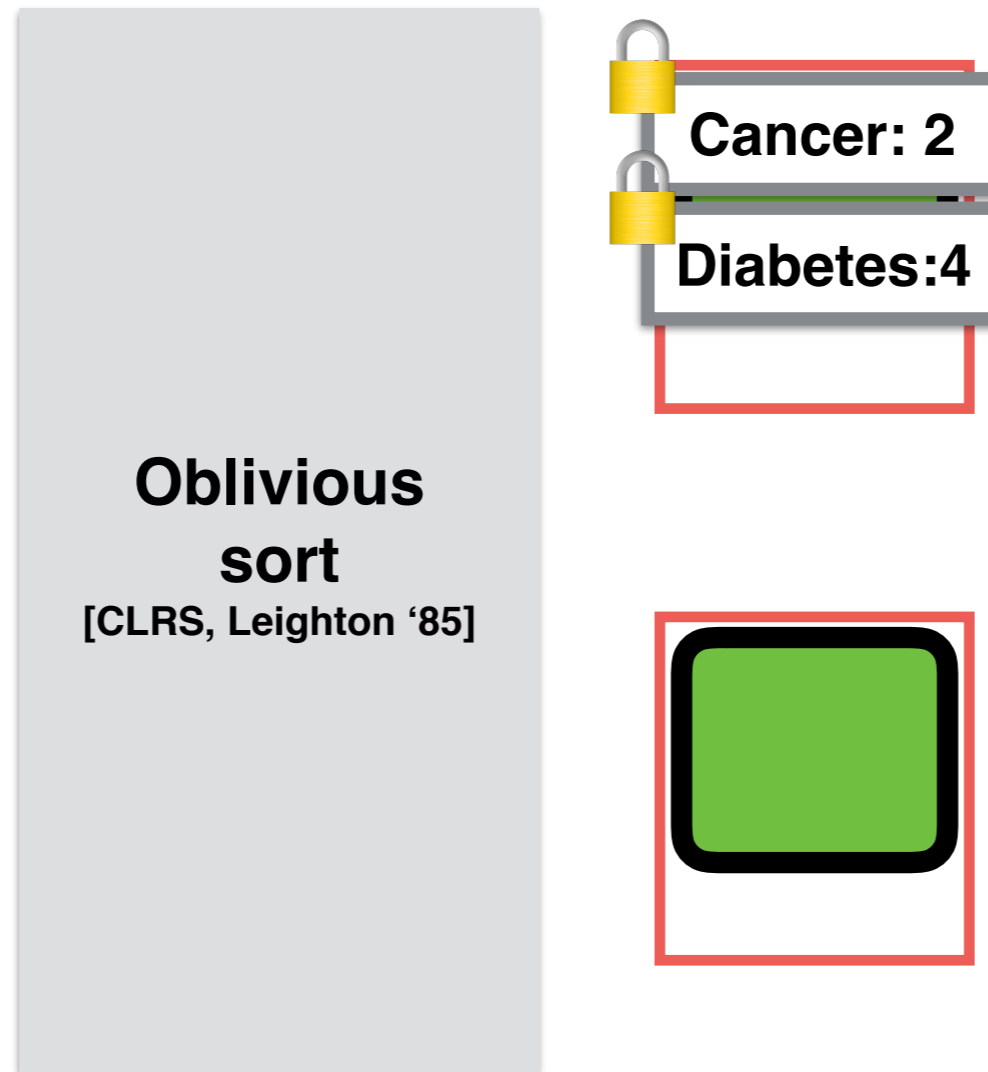 Cancer: 2
Diabetes:4
Oblivious
sort
[CLRS, Leighton ‘85]